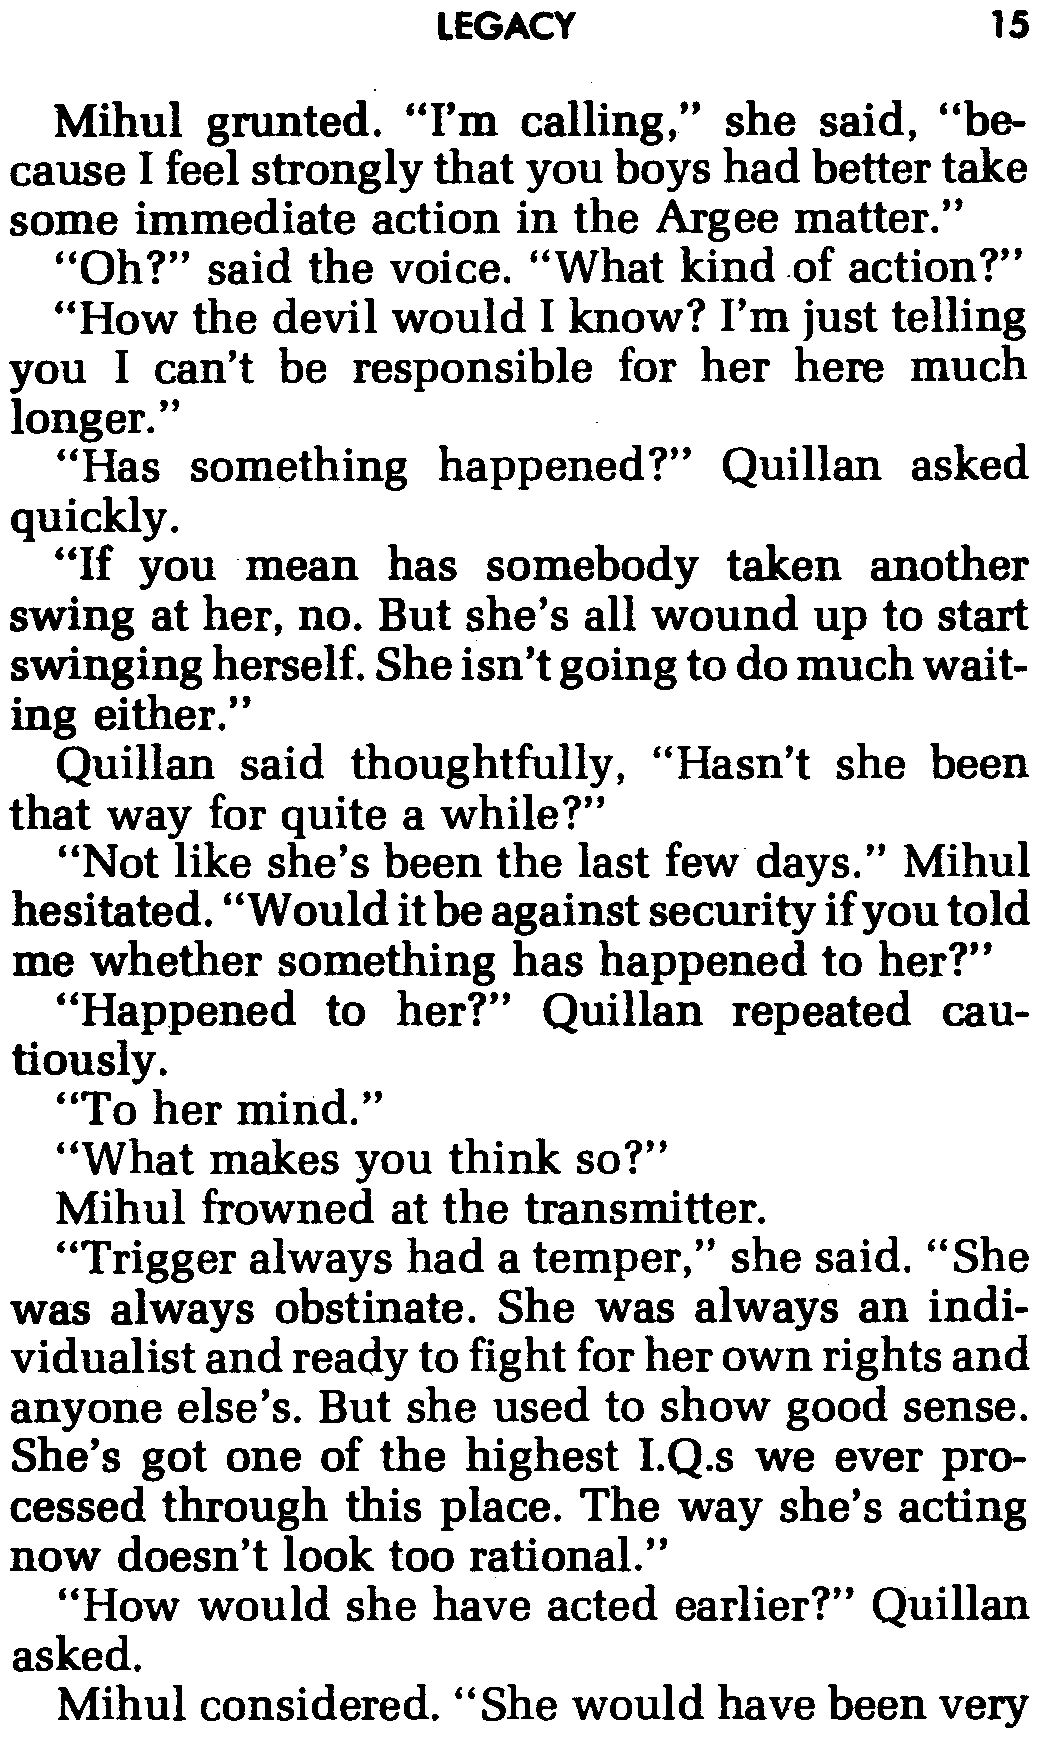 LEGACY 15
Mihul grunted. “I’m calling,” she said, “be-
cause I feel strongly that you boys had better take
some immediate action in the Argee matter.”
“Oh?” said the voice. “What kind of action?”
“How the devil would I know? I’m just telling
you I can’t be responsible for her here much
longer.”
“Has something happened?” Quillan asked
quickly.
“If you mean has somebody taken another
swing at her, no. But she’s all wound up to start
swinging herself. She isn’t going to do much wait-
ing either.”
Quillan said thoughtfully, “Hasn’t she been
that way for quite a while?”
“Not like she’s been the last few days.” Mihul
hesitated. “Would it be against security if you told
me whether something has happened to her?”
“Happened to her?” Quillan repeated cau-
tiously.
“To her mind.”
“What makes you think so?”
Mihul frowned at the transmitter.
“Trigger always had a temper,” she said. “She
was always obstinate. She was always an indi-
vidualist and ready to fight for her own rights and
anyone else’s. But she used to show good sense.
She’s got one of the highest I.Q.s we ever pro-
cessed through this place. The way she’s acting
now doesn’t look too rational.”
“How would she have acted earlier?” Quillan
asked.
Mihul considered. “She would have been very